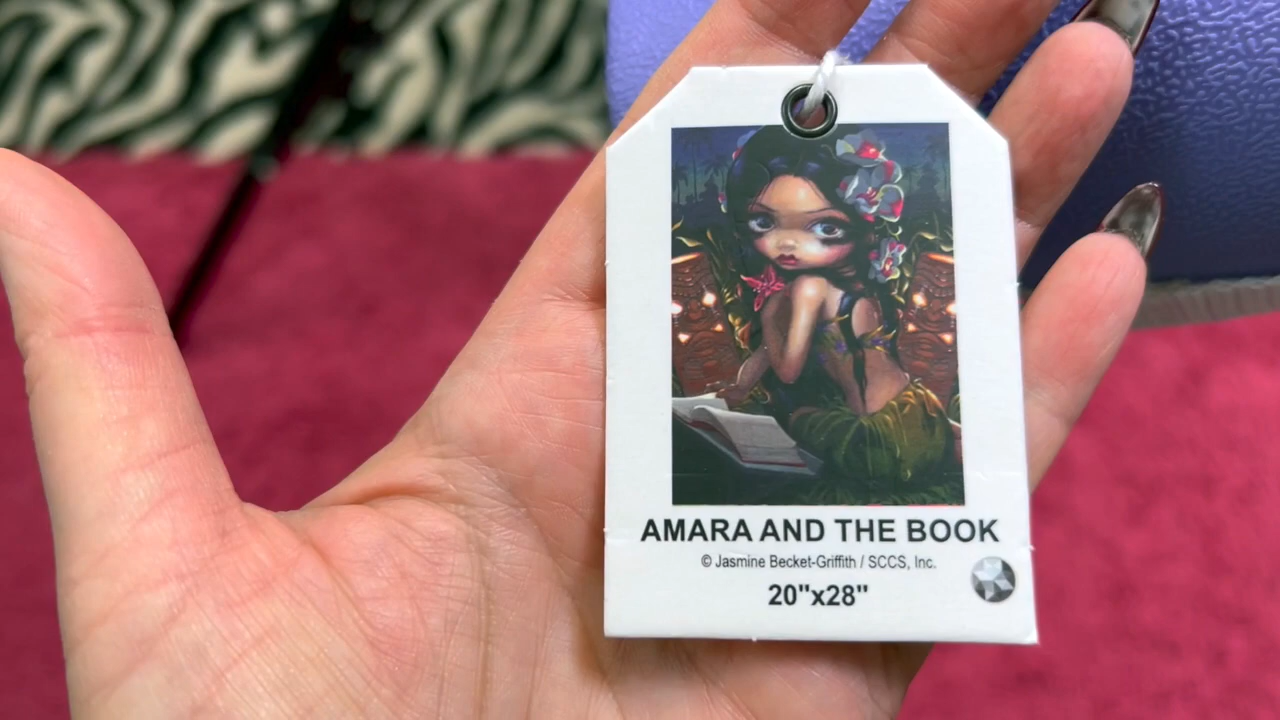 AMARA AND THE BOOK
© Jasmine Becket-Griffith / SCCS, Inc.
20"x28"